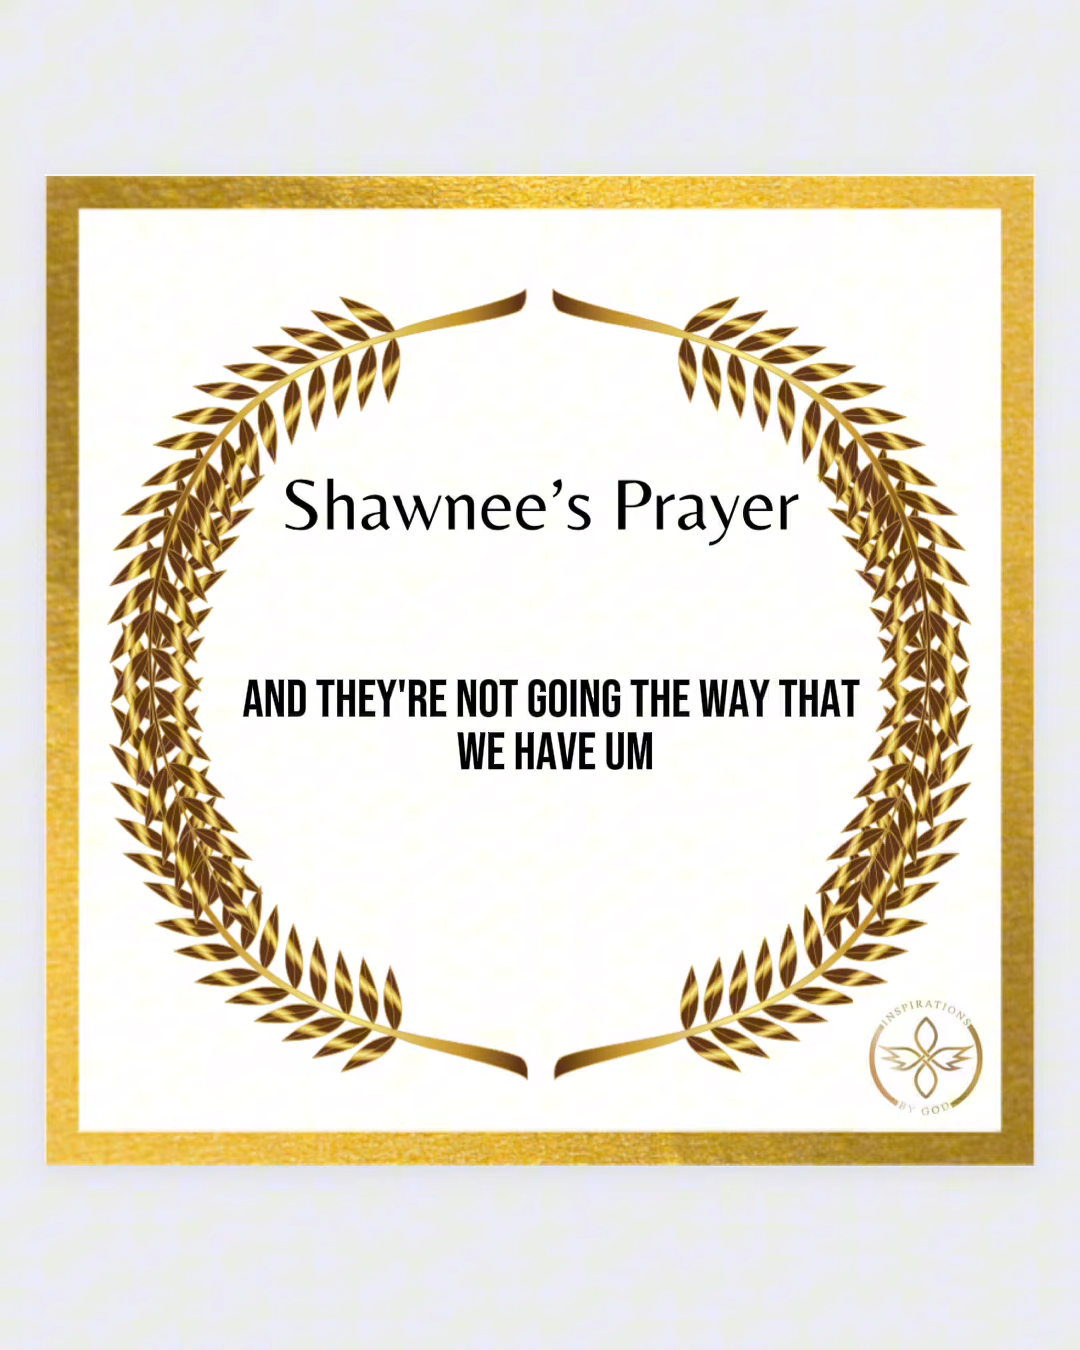 Shawnee’s Prayer
AND THEY'RE NOT GOING THE WAY THAT
WE HAVE UM
INSPIRATIONS
BY GOD